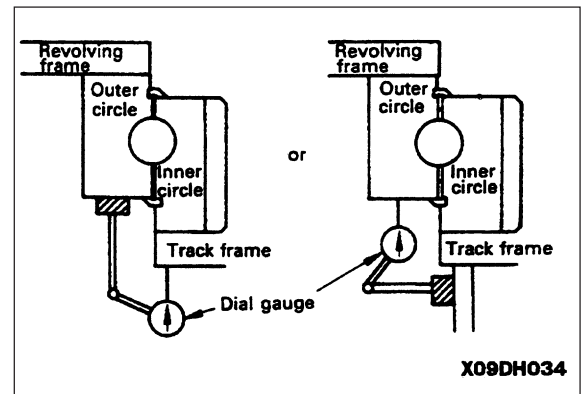 Revolving
frame
Outer
circle
Inner
circle
Track frame
or
Revolving
frame
Outer
circle
Inner
circle
Track frame
Dial gauge
X09DH034